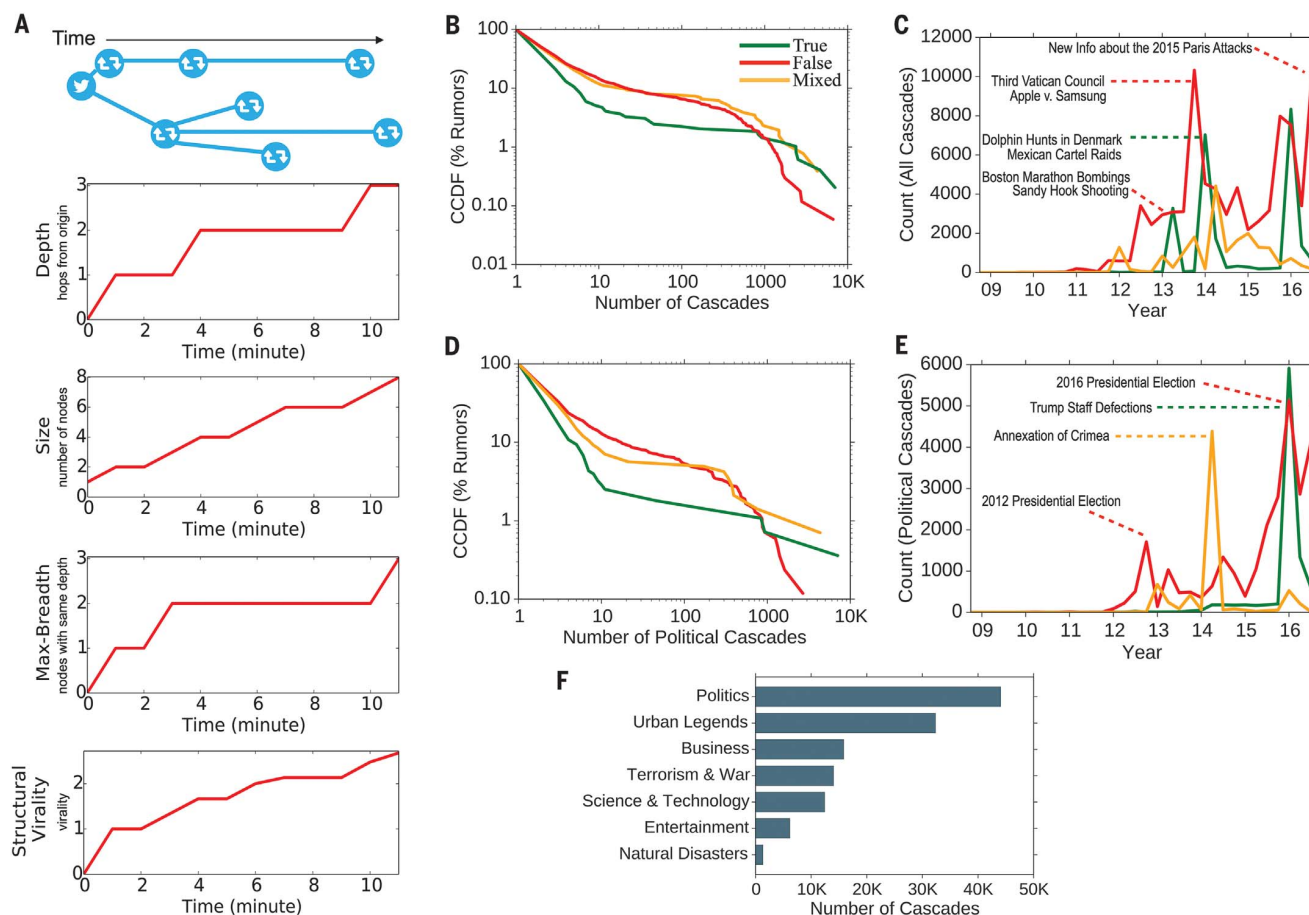 A
Time
3
2
1
0
Depth
hops from origin
0 2 4 6 8 10
Time (minute)
8
6
4
2
0
Size
number of nodes
0 2 4 6 8 10
Time (minute)
3
2
1
0
Max-Breadth
nodes with same depth
0 2 4 6 8 10
Time (minute)
2
1
0
Structural
Virality
virality
0 2 4 6 8 10
Time (minute)
B
100
10
1
0.10
0.01
CCDF (% Rumors)
True
False
Mixed
1 10 100 1000 10K
Number of Cascades
C
12000
10000
8000
6000
4000
2000
0
Count (All Cascades)
New Info about the 2015 Paris Attacks
Third Vatican Council
Apple v. Samsung
Dolphin Hunts in Denmark
Mexican Cartel Raids
Boston Marathon Bombings
Sandy Hook Shooting
09 10 11 12 13 14 15 16
Year
D
100
10
1
0.10
CCDF (% Rumors)
1 10 100 1000 10K
Number of Political Cascades
E
6000
5000
4000
3000
2000
1000
0
Count (Political Cascades)
2016 Presidential Election
Trump Staff Defections
Annexation of Crimea
2012 Presidential Election
09 10 11 12 13 14 15 16
Year
F
Politics
Urban Legends
Business
Terrorism & War
Science & Technology
Entertainment
Natural Disasters
0 10K 20K 30K 40K 50K
Number of Cascades